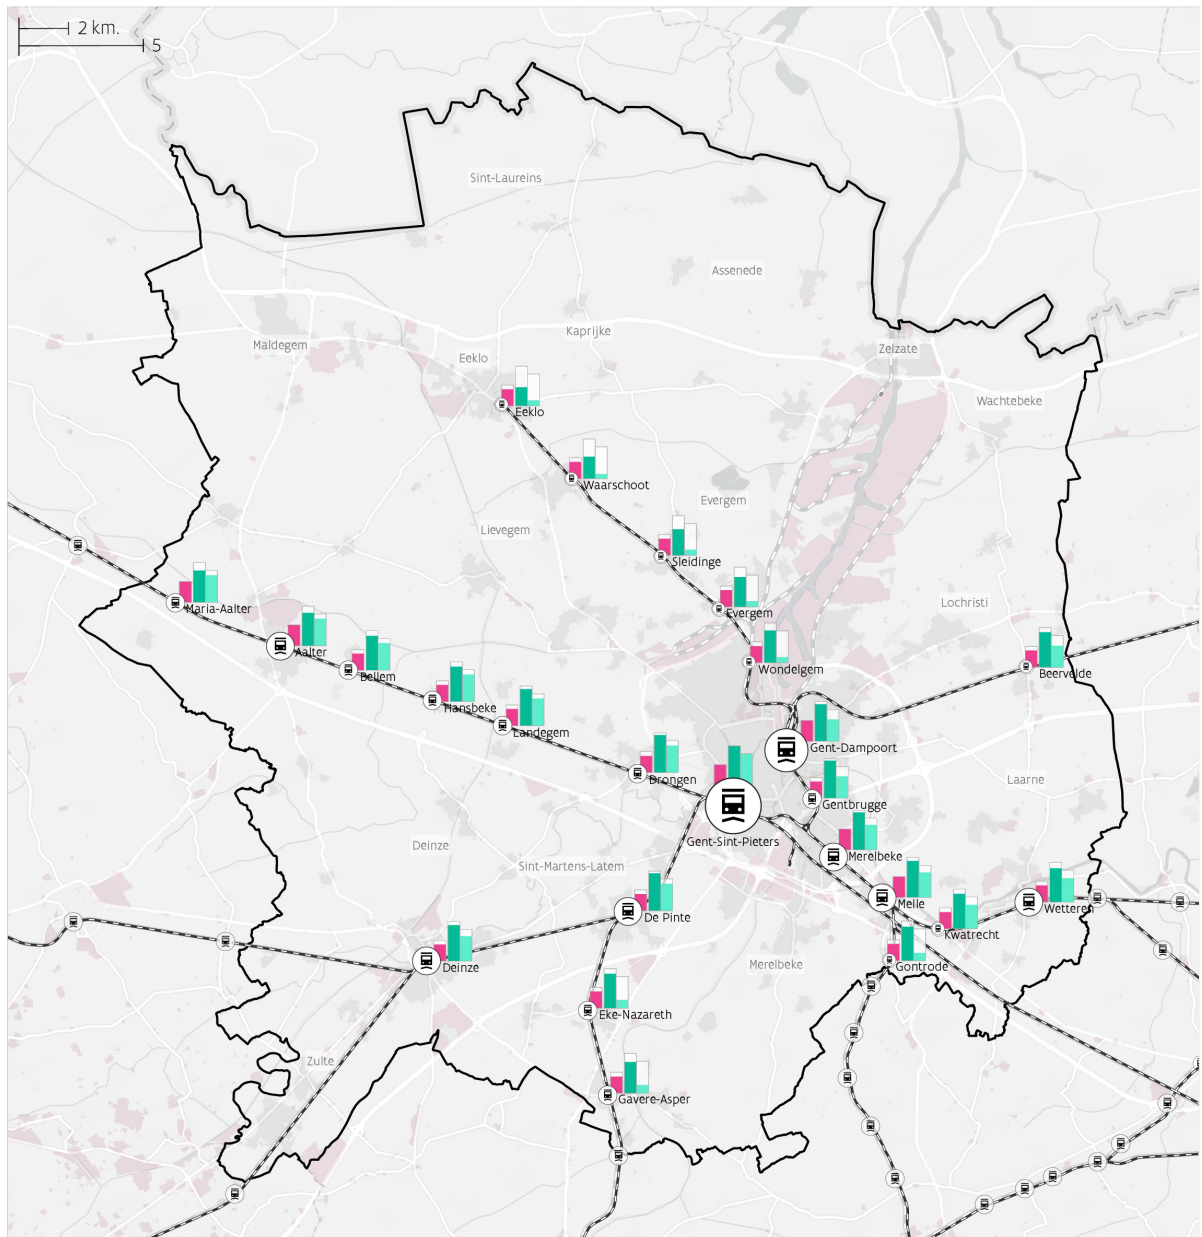 2 km.
5
Sint-Laureins
Assenede
Kaprijke
Maldegem
Zelzate
Eeklo
Wachtebeke
Eeklo
Waarschoot
Evergem
Lievegem
Sleidinge
Lochristi
Maria-Aalter
Evergem
Aalter
Wondelgem
Beervelde
Bellem
Hansbeke
Landegem
Gent-Dampoort
Drongen
Laarne
Gentbrugge
Gent-Sint-Pieters
Deinze
Merelbeke
Sint-Martens-Latem
Melle
Wetteren
De Pinte
Kwatrecht
Deinze
Merelbeke
Gontrode
Eke-Nazareth
Zulte
Gavere-Asper